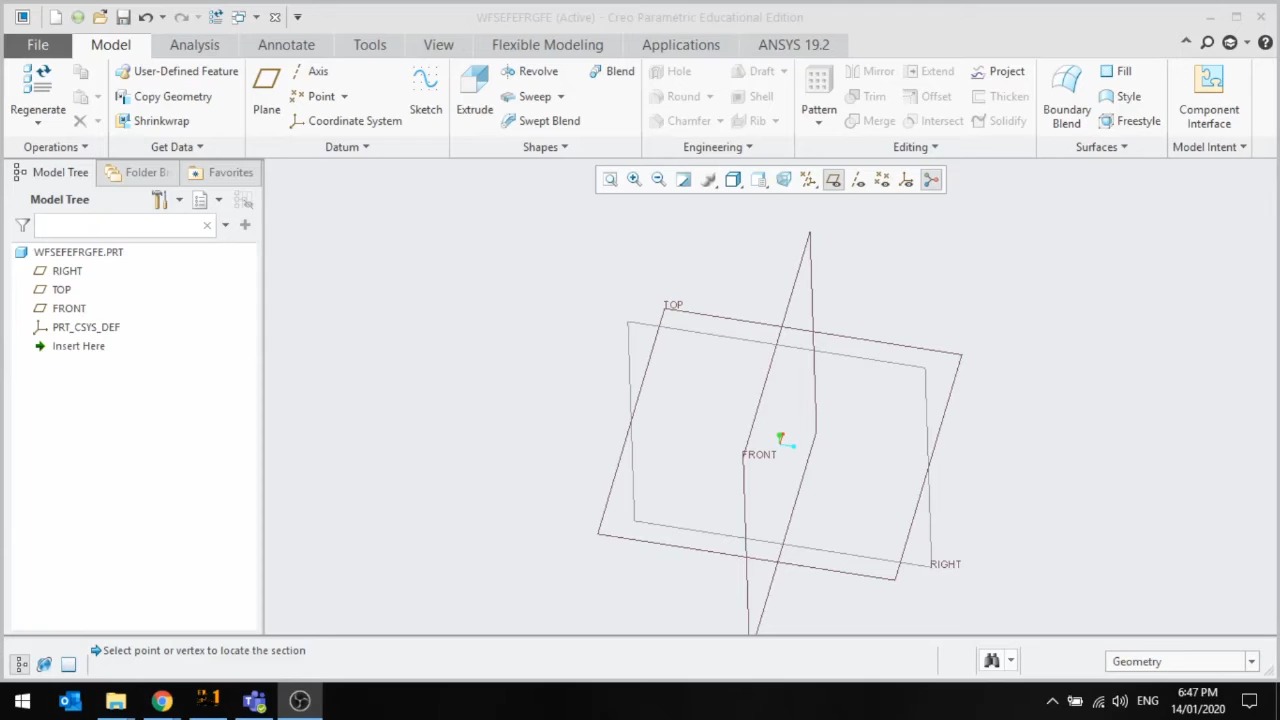 WFSEFEFRGFE (Active) - Creo Parametric Educational Edition
File Model Analysis Annotate Tools View Flexible Modeling Applications ANSYS 19.2
Regenerate
Operations
User-Defined Feature
Copy Geometry
Shrinkwrap
Get Data
Plane
Axis
Point
Coordinate System
Sketch
Datum
Extrude
Revolve
Sweep
Swept Blend
Blend
Shapes
Hole
Round
Chamfer
Draft
Shell
Rib
Engineering
Pattern
Mirror
Trim
Merge
Extend
Offset
Intersect
Project
Thicken
Solidify
Editing
Boundary
Blend
Fill
Style
Freestyle
Surfaces
Component
Interface
Model Intent
Model Tree Folder Br Favorites
Model Tree
WFSEFEFRGFE.PRT
RIGHT
TOP
FRONT
PRT_CSYS_DEF
Insert Here
TOP
FRONT
RIGHT
Select point or vertex to locate the section
Geometry
ENG
6:47 PM
14/01/2020